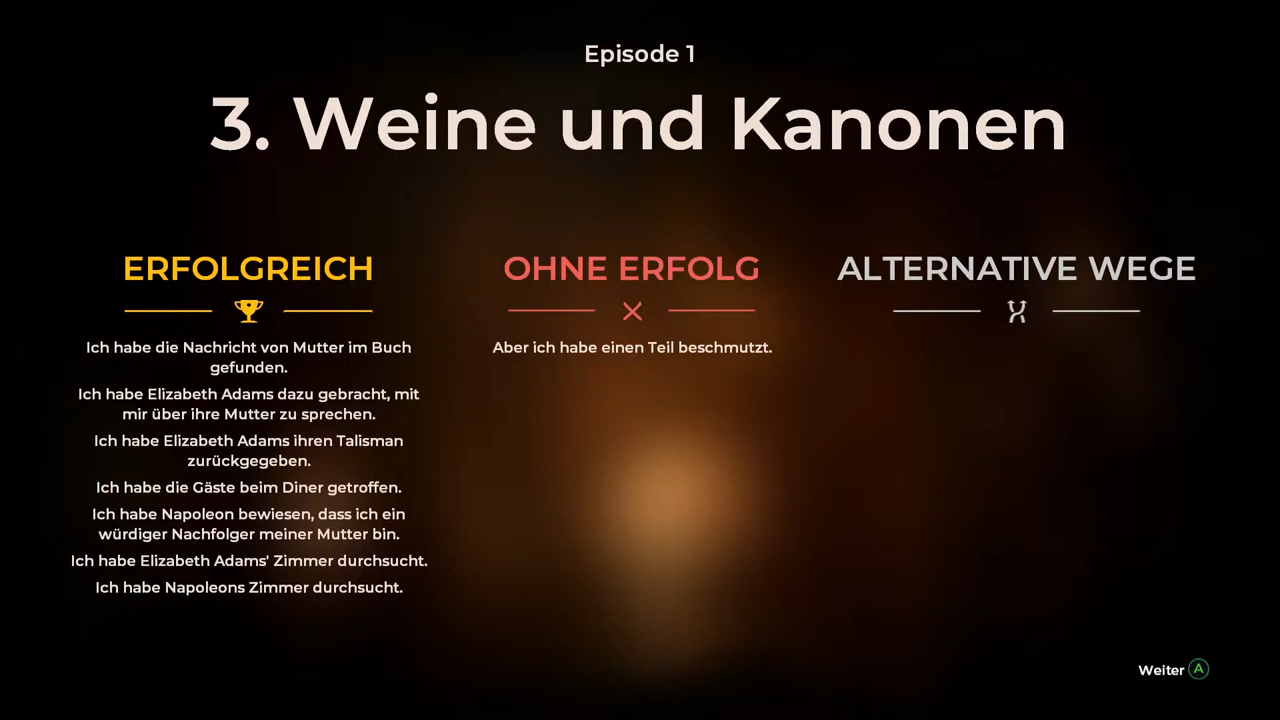 Episode 1
3. Weine und Kanonen
ERFOLGREICH
Ich habe die Nachricht von Mutter im Buch
gefunden.
Ich habe Elizabeth Adams dazu gebracht, mit
mir über ihre Mutter zu sprechen.
Ich habe Elizabeth Adams ihren Talisman
zurückgegeben.
Ich habe die Gäste beim Diner getroffen.
Ich habe Napoleon bewiesen, dass ich ein
würdiger Nachfolger meiner Mutter bin.
Ich habe Elizabeth Adams' Zimmer durchsucht.
Ich habe Napoleons Zimmer durchsucht.
OHNE ERFOLG
Aber ich habe einen Teil beschmutzt.
ALTERNATIVE WEGE
Weiter A